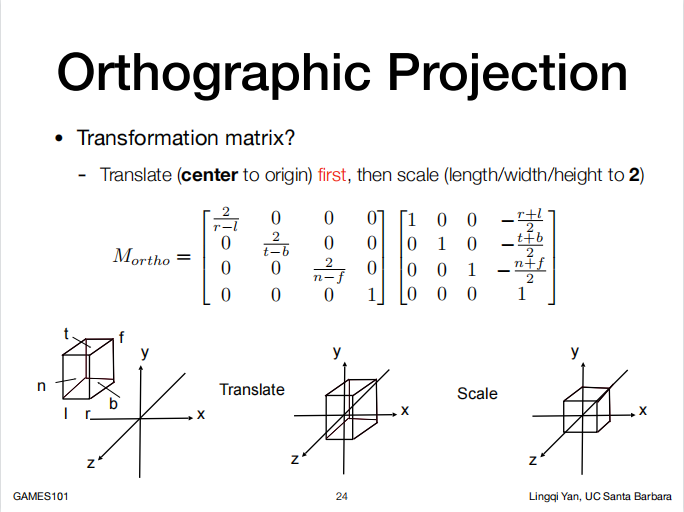 Orthographic Projection
• Transformation matrix?
- Translate (center to origin) first, then scale (length/width/height to 2)
M_{ortho} = \begin{bmatrix} \frac{2}{r-l} & 0 & 0 & 0 \\ 0 & \frac{2}{t-b} & 0 & 0 \\ 0 & 0 & \frac{2}{n-f} & 0 \\ 0 & 0 & 0 & 1 \end{bmatrix} \begin{bmatrix} 1 & 0 & 0 & -\frac{r+l}{2} \\ 0 & 1 & 0 & -\frac{t+b}{2} \\ 0 & 0 & 1 & -\frac{n+f}{2} \\ 0 & 0 & 0 & 1 \end{bmatrix}
t f
n
l r b
y
x
z
Translate
y
x
z
Scale
y
x
z
GAMES101
24
Lingqi Yan, UC Santa Barbara